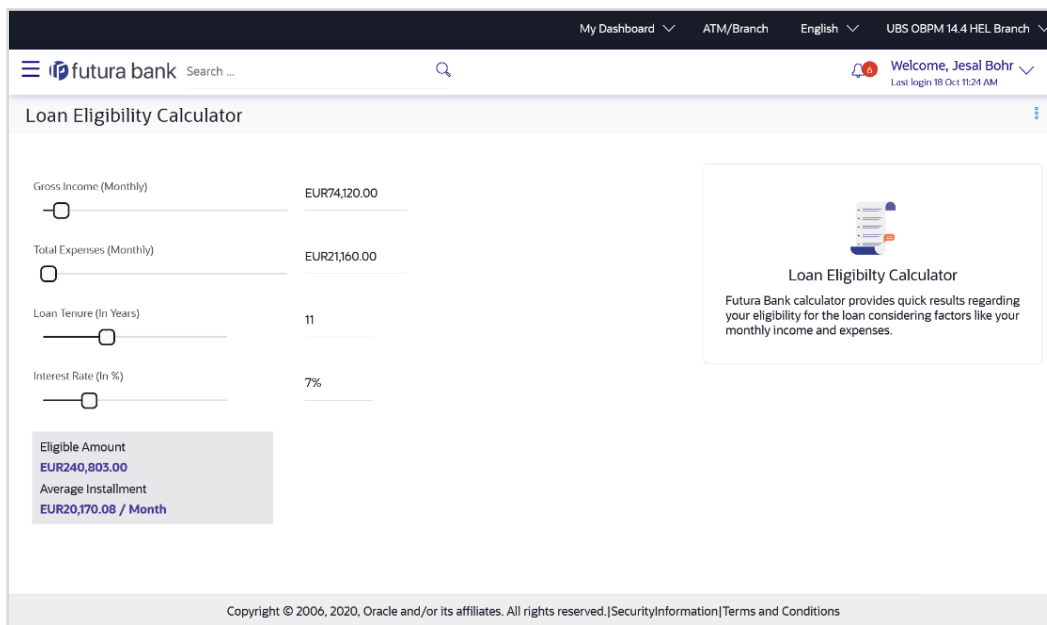 My Dashboard ATM/Branch English UBS OBPM 14.4 HEL Branch
futura bank Search ... 6 Welcome, Jesal Bohr
Last login 18 Oct 11:24 AM
Loan Eligibility Calculator
Gross Income (Monthly) EUR74,120.00
Total Expenses (Monthly) EUR21,160.00
Loan Tenure (In Years) 11
Interest Rate (In %) 7%
Eligible Amount
EUR240,803.00
Average Installment
EUR20,170.08 / Month
Loan Eligibilty Calculator
Futura Bank calculator provides quick results regarding
your eligibility for the loan considering factors like your
monthly income and expenses.
Copyright © 2006, 2020, Oracle and/or its affiliates. All rights reserved.|SecurityInformation|Terms and Conditions